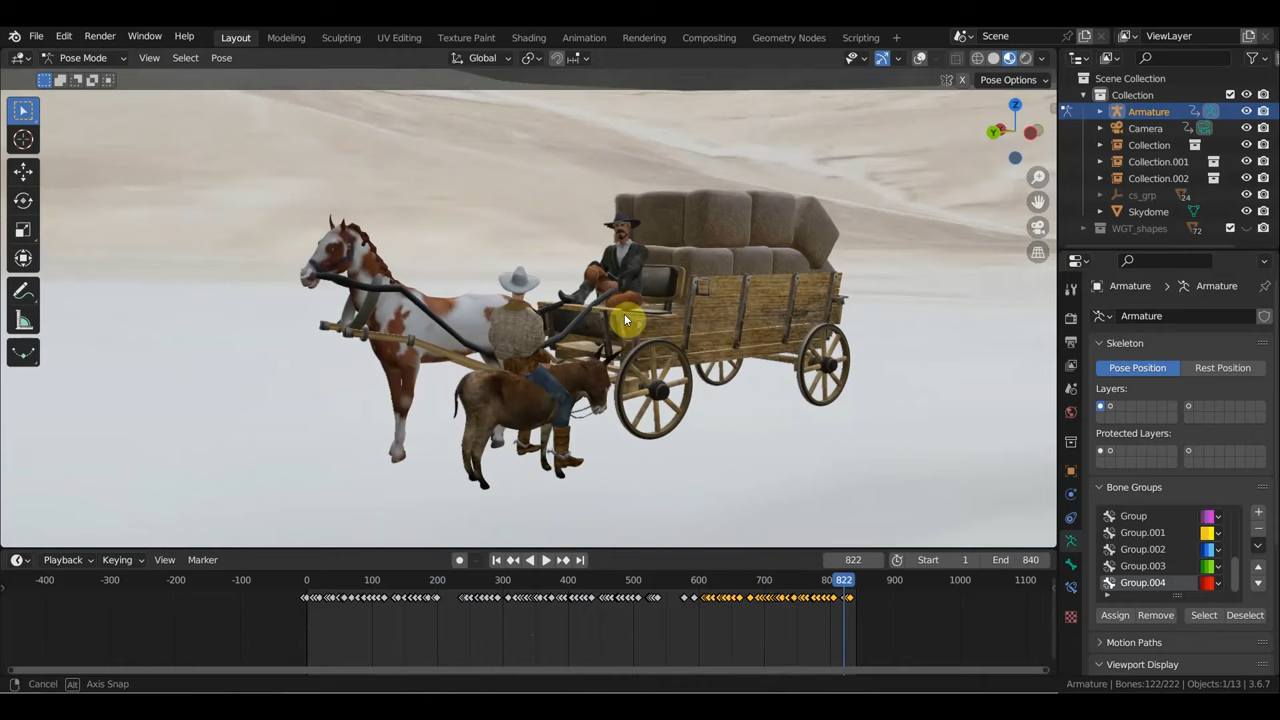 File Edit Render Window Help Layout Modeling Sculpting UV Editing Texture Paint Shading Animation Rendering Compositing Geometry Nodes Scripting + Scene ViewLayer
Pose Mode View Select Pose Global
X Pose Options
Z
Y
Scene Collection
Collection
Armature
Camera
Collection
Collection.001
Collection.002
cs_grp 24
Skydome
WGT_shapes 72
Armature > Armature
Armature
Skeleton
Pose Position Rest Position
Layers:
Protected Layers:
Bone Groups
Group
Group.001
Group.002
Group.003
Group.004
Assign Remove Select Deselect
Motion Paths
Viewport Display
Playback Keying View Marker 822 Start 1 End 840
-400 -300 -200 -100 0 100 200 300 400 500 600 700 822 900 1000 1100
Cancel Alt Axis Snap Armature | Bones:122/222 | Objects:1/13 | 3.6.7